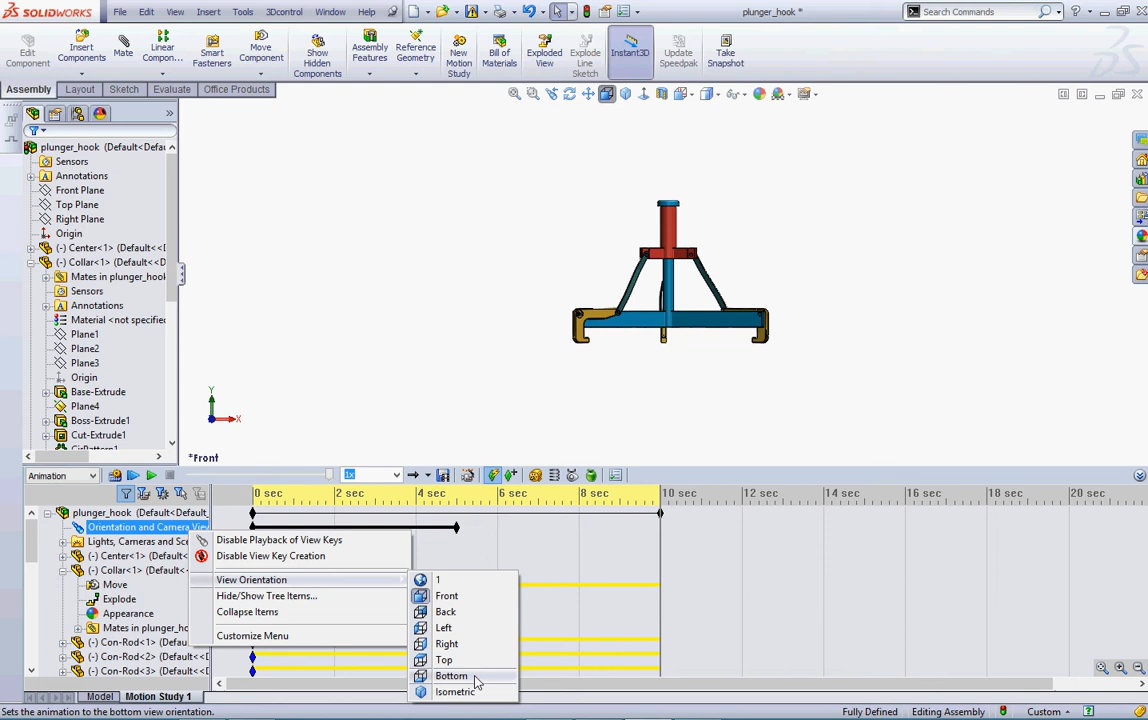 SOLIDWORKS File Edit View Insert Tools 3Dcontrol Window Help plunger_hook * Search Commands
Edit Component
Insert Components
Mate
Linear Compon...
Smart Fasteners
Move Component
Show Hidden Components
Assembly Features
Reference Geometry
New Motion Study
Bill of Materials
Exploded View
Explode Line Sketch
Instant3D
Update Speedpak
Take Snapshot
Assembly Layout Sketch Evaluate Office Products
plunger_hook (Default<Defau
Sensors
Annotations
Front Plane
Top Plane
Right Plane
Origin
(-) Center<1> (Default<<D
(-) Collar<1> (Default<<D
Mates in plunger_hook
Sensors
Annotations
Material <not specified
Plane1
Plane2
Plane3
Origin
Base-Extrude
Plane4
Boss-Extrude1
Cut-Extrude1
CirPattern1
Y
X
*Front
Animation 1x
0 sec 2 sec 4 sec 6 sec 8 sec 10 sec 12 sec 14 sec 16 sec 18 sec 20 sec
plunger_hook (Default<Default_
Orientation and Camera View
Lights, Cameras and Sce
(-) Center<1> (Default<
(-) Collar<1> (Default<<
Move
Explode
Appearance
Mates in plunger_ho
(-) Con-Rod<1> (Default<<D
(-) Con-Rod<2> (Default<<D
(-) Con-Rod<3> (Default<<D
Disable Playback of View Keys
Disable View Key Creation
View Orientation
Hide/Show Tree Items...
Collapse Items
Customize Menu
1
Front
Back
Left
Right
Top
Bottom
Isometric
Model Motion Study 1
Sets the animation to the bottom view orientation. Fully Defined Editing Assembly Custom